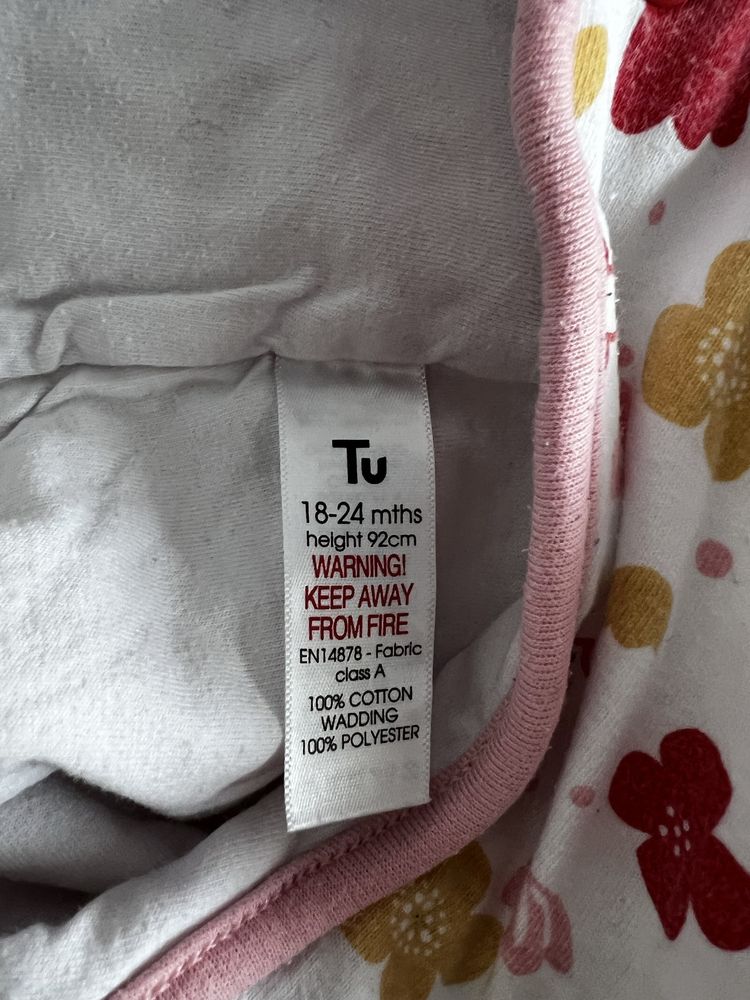 Tu
18-24 mths
height 92cm
WARNING!
KEEP AWAY
FROM FIRE
EN14878 - Fabric
class A
100% COTTON
WADDING
100% POLYESTER